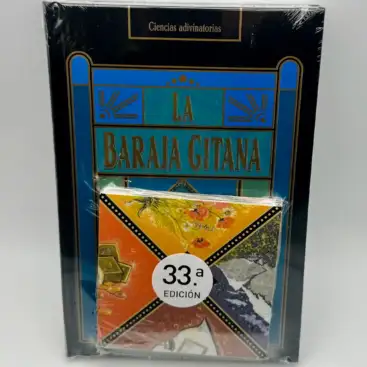 Ciencias adivinatorias
LA
BARAJA GITANA
33.ª
EDICIÓN